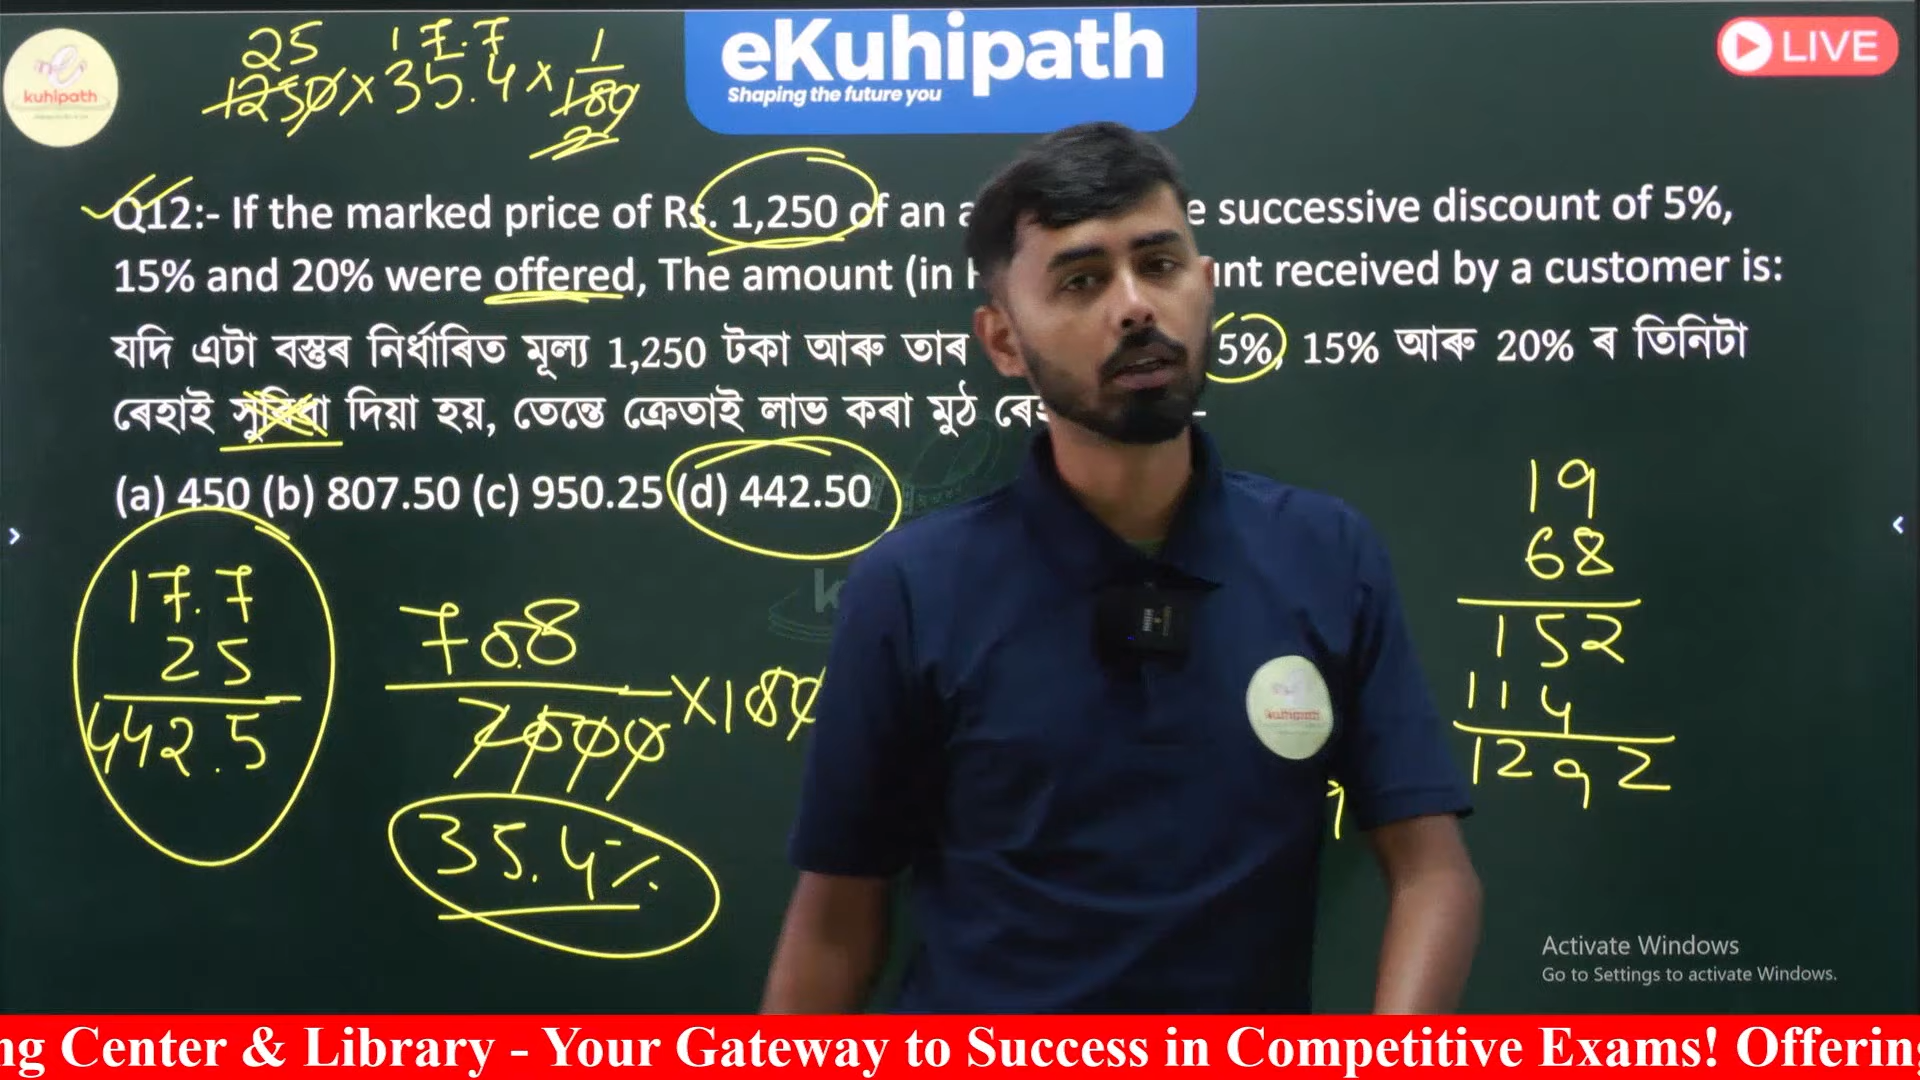 25 17.7 1
1250 × 35.4 × 100
2
eKuhipath
Shaping the future you
LIVE
kuhipath
Q12:- If the marked price of Rs. 1,250 of an successive discount of 5%,
15% and 20% were offered, The amount (in received by a customer is:
যদি এটা বস্তুৰ নিৰ্ধাৰিত মূল্য 1,250 টকা আৰু তাৰ 5%, 15% আৰু 20% ৰ তিনিটা
ৰেহাই সুবিধা দিয়া হয়, তেন্তে ক্ৰেতাই লাভ কৰা মুঠ
(a) 450 (b) 807.50 (c) 950.25 (d) 442.50
17.7
25
442.5
708
2000 ×100
35.4%
19
68
152
114
1292
kuhipath
Activate Windows
Go to Settings to activate Windows.
Center & Library - Your Gateway to Success in Competitive Exams!